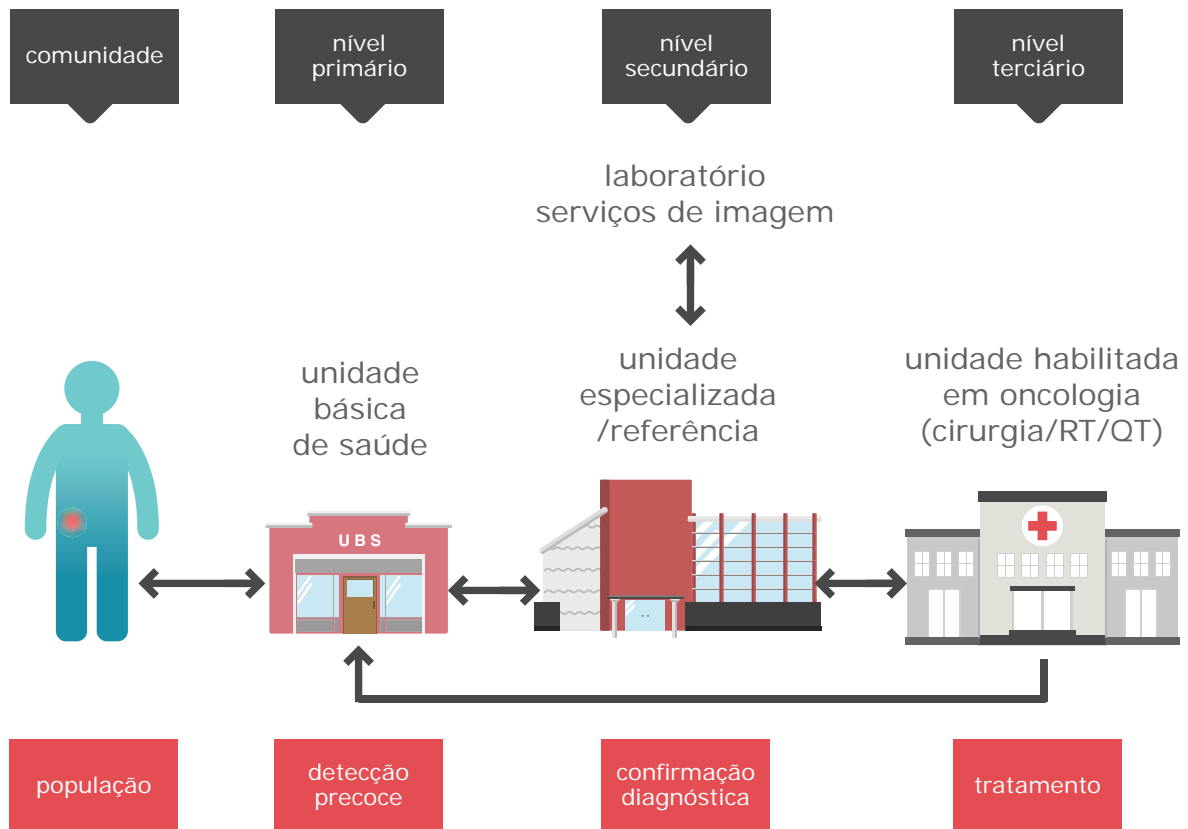 comunidade
nível
primário
nível
secundário
nível
terciário
laboratório
serviços de imagem
unidade
básica
de saúde
unidade
especializada
/referência
unidade habilitada
em oncologia
(cirurgia/RT/QT)
UBS
população
detecção
precoce
confirmação
diagnóstica
tratamento